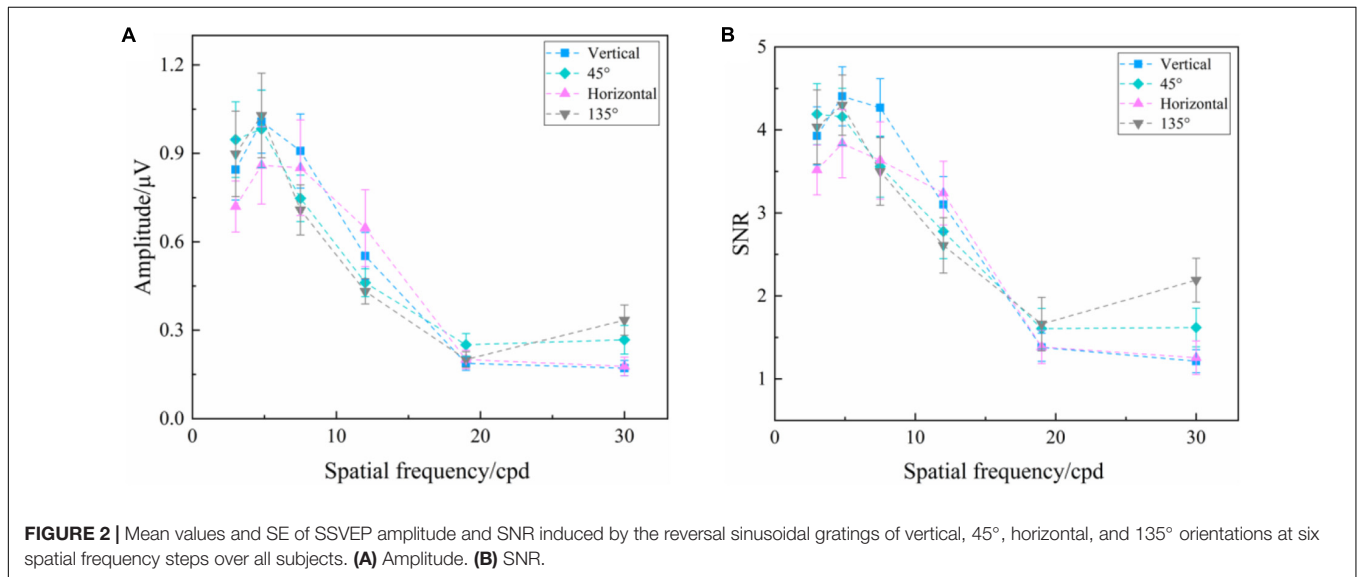 A
1.2
0.9
0.6
0.3
0.0
Amplitude/μV
0 10 20 30
Spatial frequency/cpd
Vertical
45°
Horizontal
135°
B
5
4
3
2
1
SNR
0 10 20 30
Spatial frequency/cpd
Vertical
45°
Horizontal
135°
FIGURE 2 | Mean values and SE of SSVEP amplitude and SNR induced by the reversal sinusoidal gratings of vertical, 45°, horizontal, and 135° orientations at six
spatial frequency steps over all subjects. (A) Amplitude. (B) SNR.